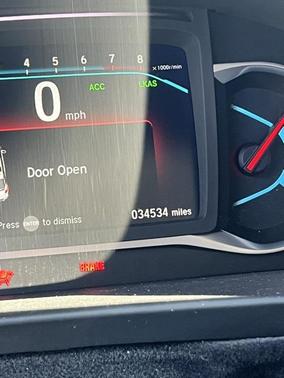 4 5 6 7 8
x1000r/min
ACC LKAS
0
mph
Door Open
034534 miles
Press ENTER to dismiss
BRAKE